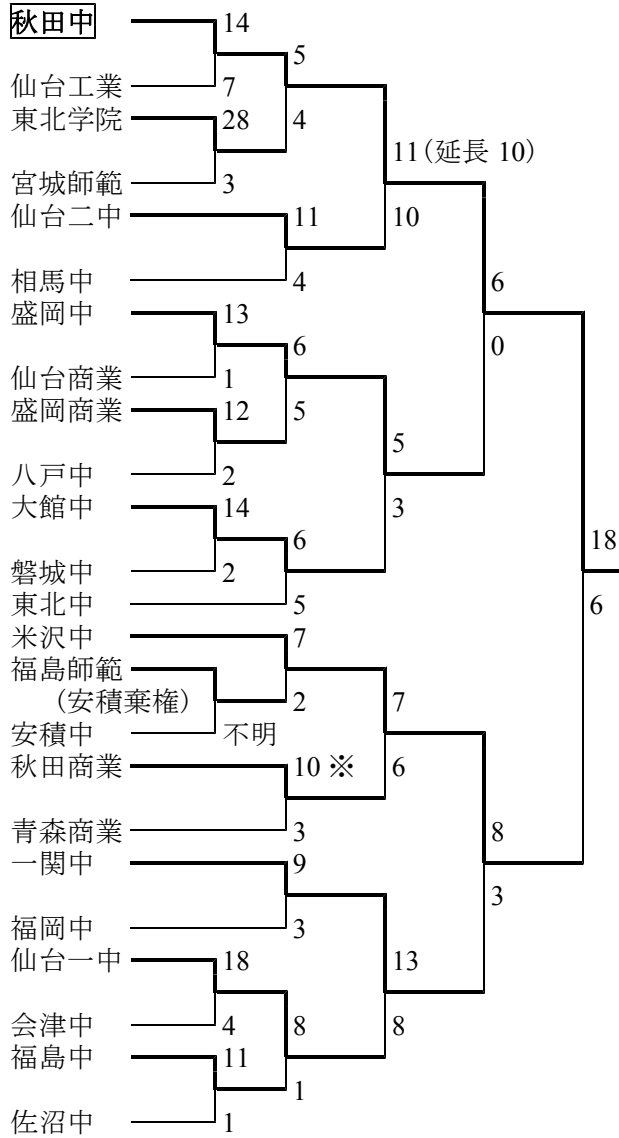 秋田中
14
5
仙台工業
7
東北学院
28
4
11（延長 10）
宮城師範
3
仙台二中
11
10
相馬中
4
6
盛岡中
13
6
0
仙台商業
1
盛岡商業
12
5
5
八戸中
2
大館中
14
3
6
18
磐城中
2
東北中
5
6
米沢中
7
福島師範
（安積棄権）
2
7
安積中
不明
秋田商業
10 ※
6
青森商業
3
8
一関中
9
3
福岡中
3
仙台一中
18
13
会津中
4
8
8
福島中
11
1
佐沼中
1